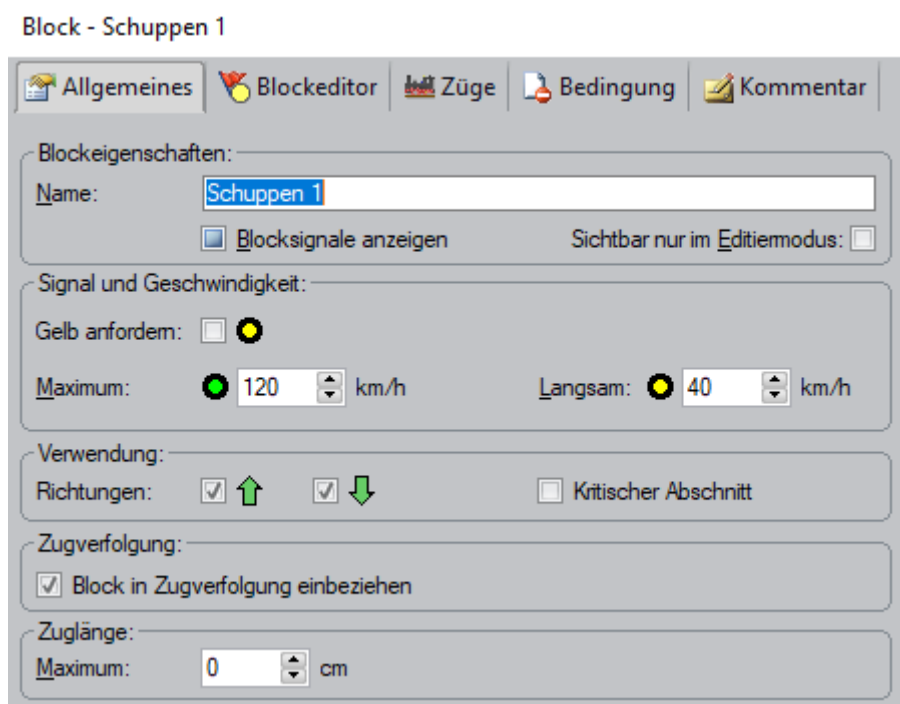 Block - Schuppen 1
Allgemeines Blockeditor Züge Bedingung Kommentar
Blockeigenschaften:
Name: Schuppen 1
Blocksignale anzeigen Sichtbar nur im Editiermodus:
Signal und Geschwindigkeit:
Gelb anfordern:
Maximum: 120 km/h Langsam: 40 km/h
Verwendung:
Richtungen: Kritischer Abschnitt
Zugverfolgung:
Block in Zugverfolgung einbeziehen
Zuglänge:
Maximum: 0 cm